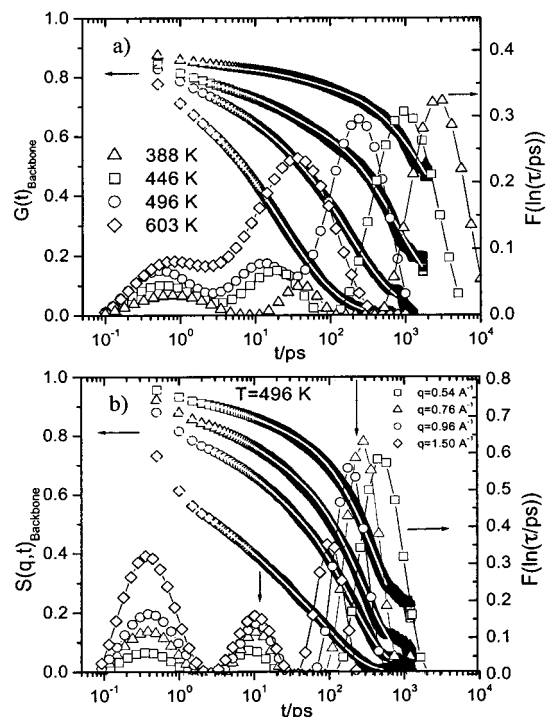 a)
1.0
0.8
0.6
0.4
0.2
0.0
G(t)Backbone
388 K
446 K
496 K
603 K
0.4
0.3
0.2
0.1
0.0
F(ln(τ/ps))
10⁻¹ 10⁰ 10¹ 10² 10³ 10⁴
t/ps
b)
T=496 K
q=0.54 A⁻¹
q=0.76 A⁻¹
q=0.96 A⁻¹
q=1.50 A⁻¹
1.0
0.8
0.6
0.4
0.2
0.0
S(q,t)Backbone
0.8
0.7
0.6
0.5
0.4
0.3
0.2
0.1
0.0
F(ln(τ/ps))
10⁻¹ 10⁰ 10¹ 10² 10³ 10⁴
t/ps